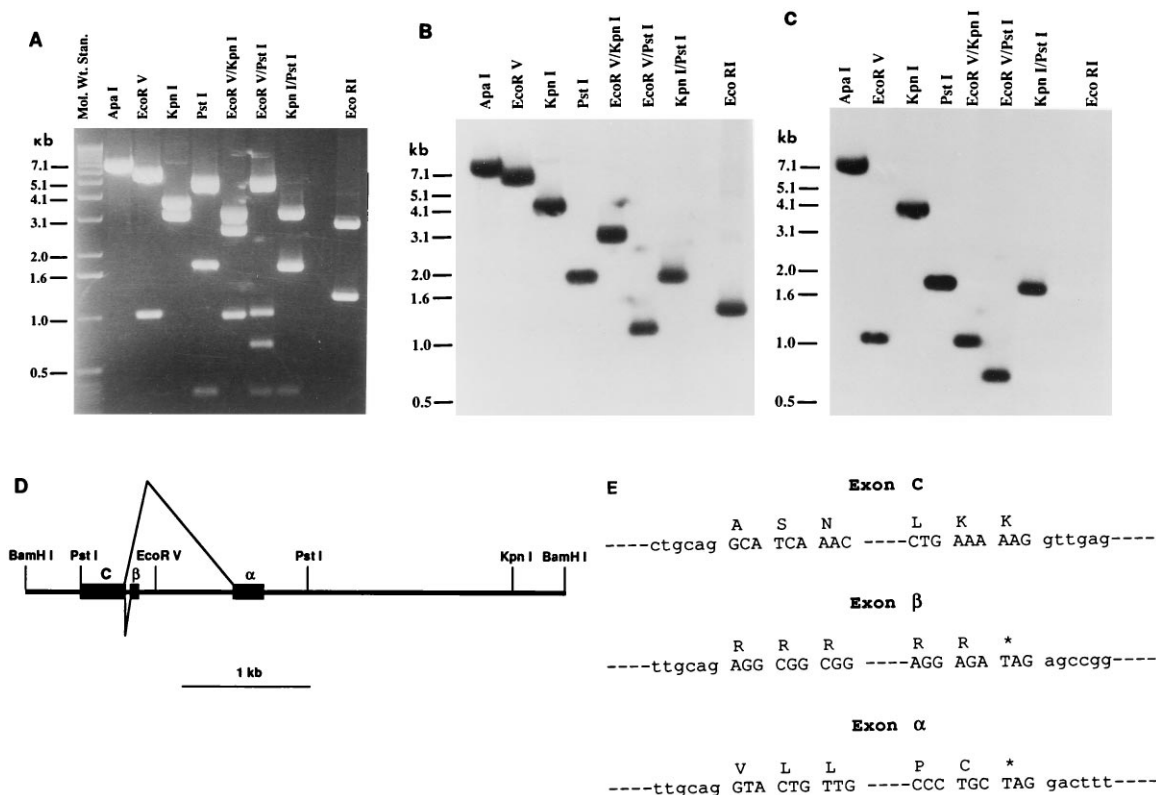 A
Mol. Wt. Stan.
Apa I
EcoR V
Kpn I
Pst I
EcoR V/Kpn I
EcoR V/Pst I
Kpn I/Pst I
Eco RI
кb
7.1
5.1
4.1
3.1
2.0
1.6
1.0
0.5
B
Apa I
EcoR V
Kpn I
Pst I
EcoR V/Kpn I
EcoR V/Pst I
Kpn I/Pst I
Eco RI
kb
7.1
5.1
4.1
3.1
2.0
1.6
1.0
0.5
C
Apa I
EcoR V
Kpn I
Pst I
EcoR V/Kpn I
EcoR V/Pst I
Kpn I/Pst I
Eco RI
kb
7.1
5.1
4.1
3.1
2.0
1.6
1.0
0.5
D
BamH I
Pst I
EcoR V
Pst I
Kpn I
BamH I
C
β
α
1 kb
E
Exon C
A S N L K K
----ctgcag GCA TCA AAC ----CTG AAA AAG gttgag----
Exon β
R R R R R *
----ttgcag AGG CGG CGG ----AGG AGA TAG agccgg----
Exon α
V L L P C *
----ttgcag GTA CTG TTG ----CCC TGC TAG gacttt----